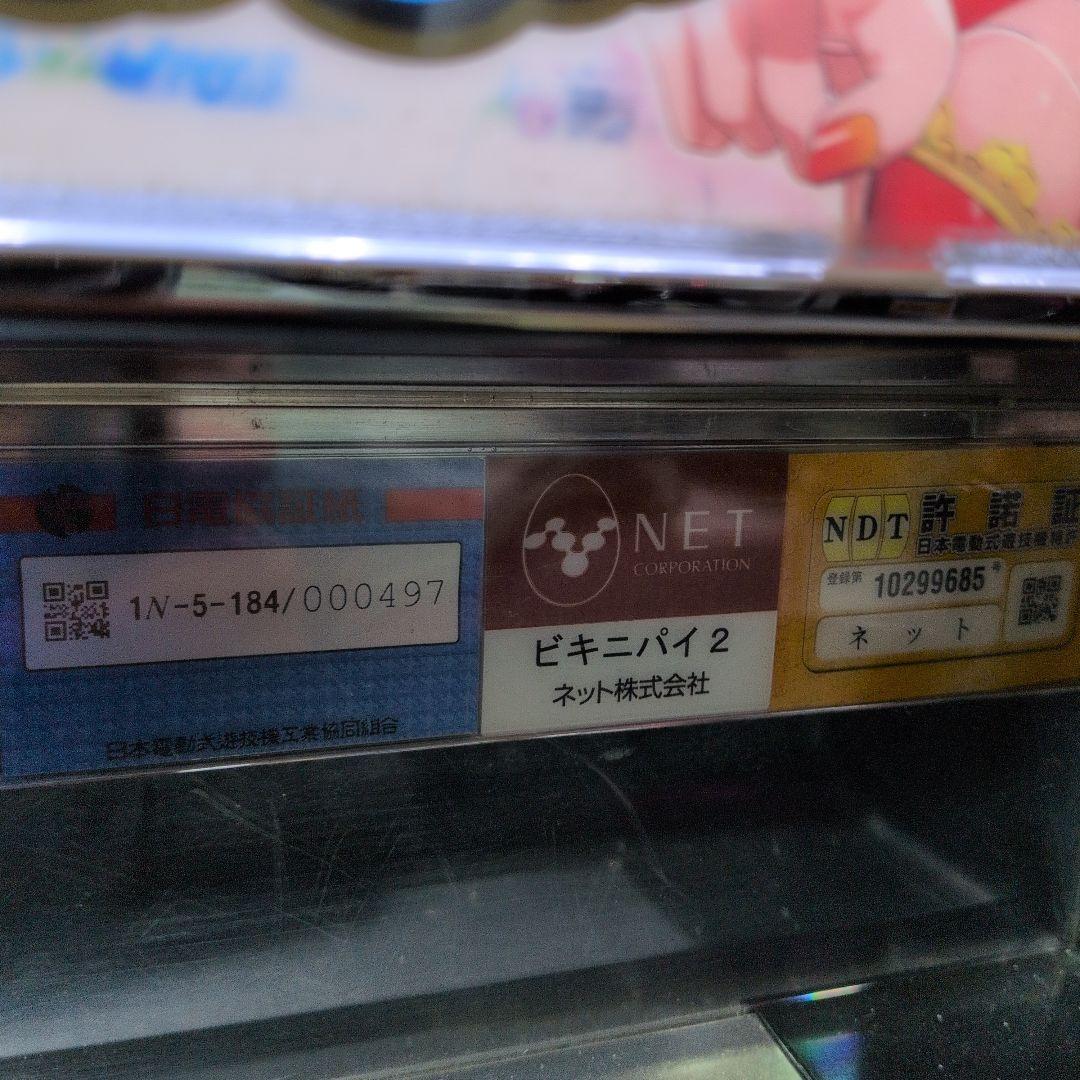 日電協証紙
1N-5-184/000497
日本電動式遊技機工業協同組合
NET
CORPORATION
ビキニパイ2
ネット株式会社
NDT 許諾証
日本電動式遊技機特許
登録第 10299685 号
ネット